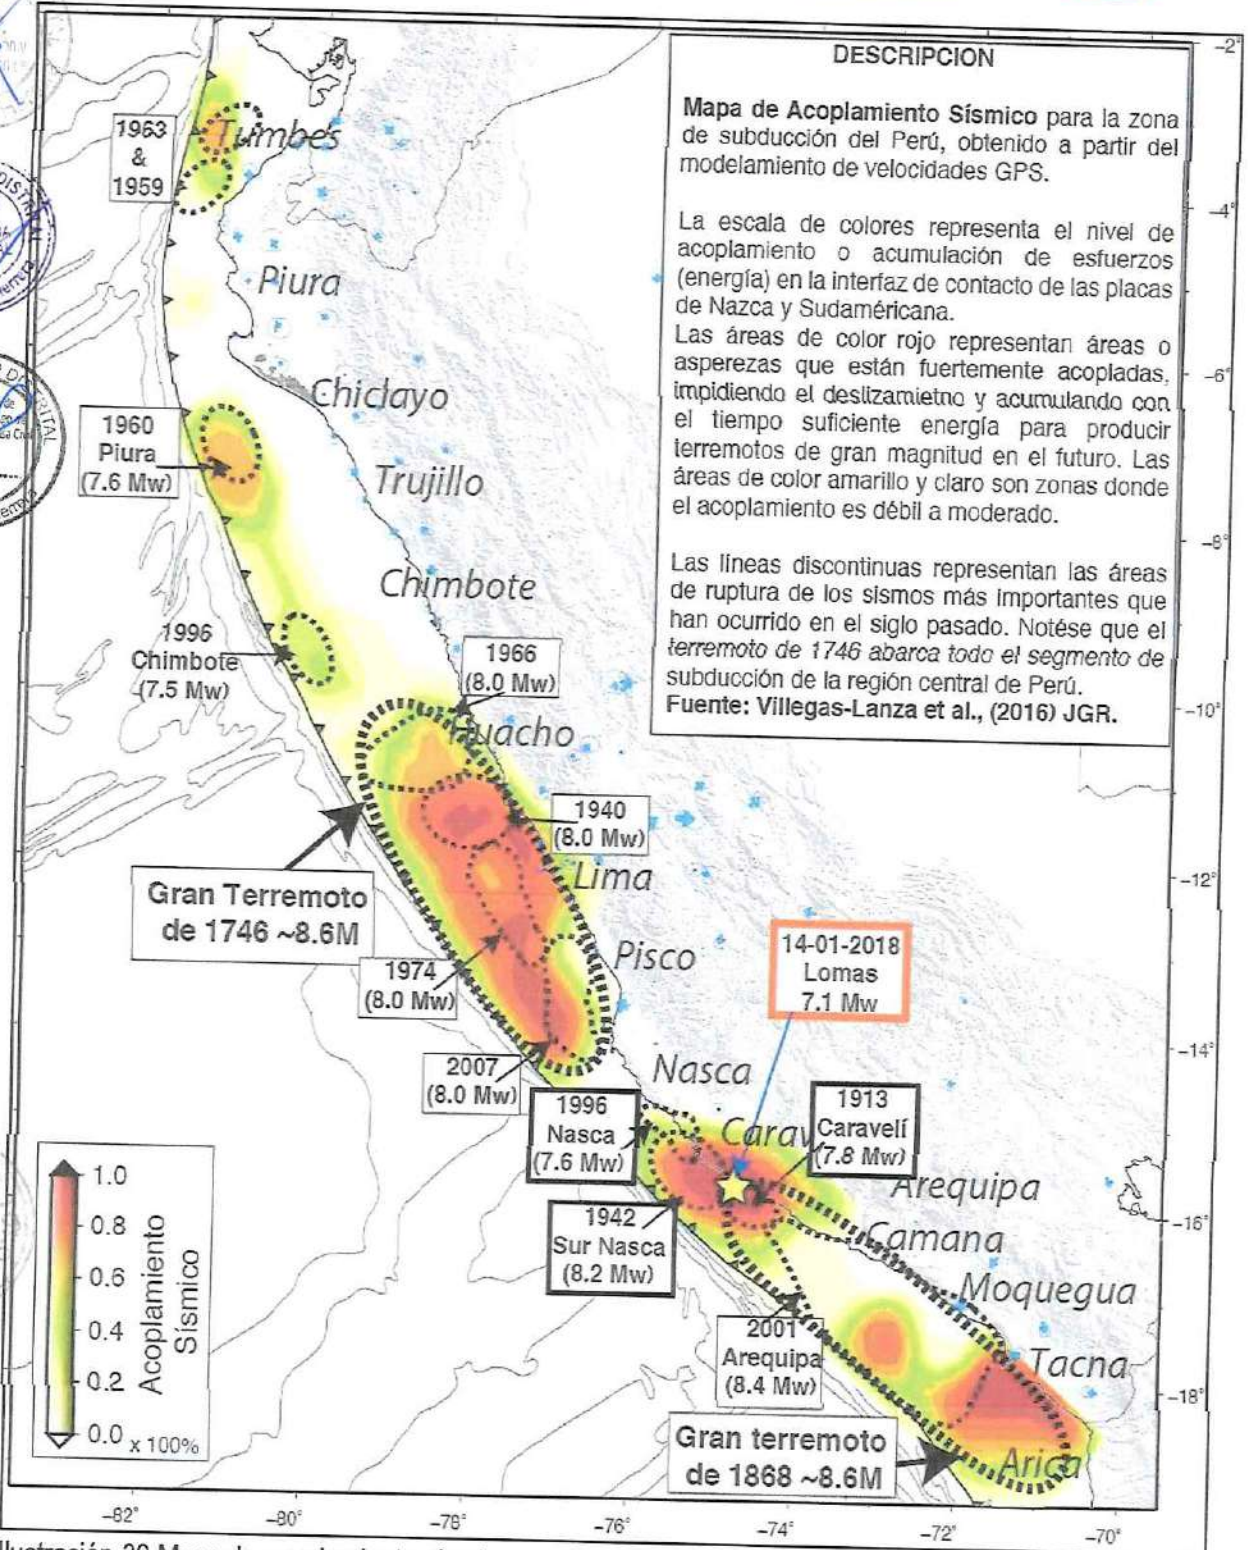 DESCRIPCION
Mapa de Acoplamiento Sísmico para la zona
de subducción del Perú, obtenido a partir del
modelamiento de velocidades GPS.
La escala de colores representa el nivel de
acoplamiento o acumulación de esfuerzos
(energía) en la interfaz de contacto de las placas
de Nazca y Sudaméricana.
Las áreas de color rojo representan áreas o
asperezas que están fuertemente acopladas,
impidiendo el deslizamietno y acumulando con
el tiempo suficiente energía para producir
terremotos de gran magnitud en el futuro. Las
áreas de color amarillo y claro son zonas donde
el acoplamiento es débil a moderado.
Las líneas discontinuas representan las áreas
de ruptura de los sismos más importantes que
han ocurrido en el siglo pasado. Notése que el
terremoto de 1746 abarca todo el segmento de
subducción de la región central de Perú.
Fuente: Villegas-Lanza et al., (2016) JGR.
1963
&
1959
Tumbes
Piura
Chiclayo
1960
Piura
(7.6 Mw)
Trujillo
Chimbote
1996
Chimbote
(7.5 Mw)
1966
(8.0 Mw)
Huacho
1940
(8.0 Mw)
Lima
Gran Terremoto
de 1746 ~8.6M
Pisco
14-01-2018
Lomas
7.1 Mw
1974
(8.0 Mw)
2007
(8.0 Mw)
Nasca
1996
Nasca
(7.6 Mw)
Carav
1913
Caravelí
(7.8 Mw)
Arequipa
1942
Sur Nasca
(8.2 Mw)
Camana
Moquegua
2001
Arequipa
(8.4 Mw)
Tacna
Gran terremoto
de 1868 ~8.6M
Arica
1.0
0.8
0.6
0.4
0.2
0.0
x 100%
Acoplamiento
Sísmico
-2°
-4°
-6°
-8°
-10°
-12°
-14°
-16°
-18°
-82°
-80°
-78°
-76°
-74°
-72°
-70°